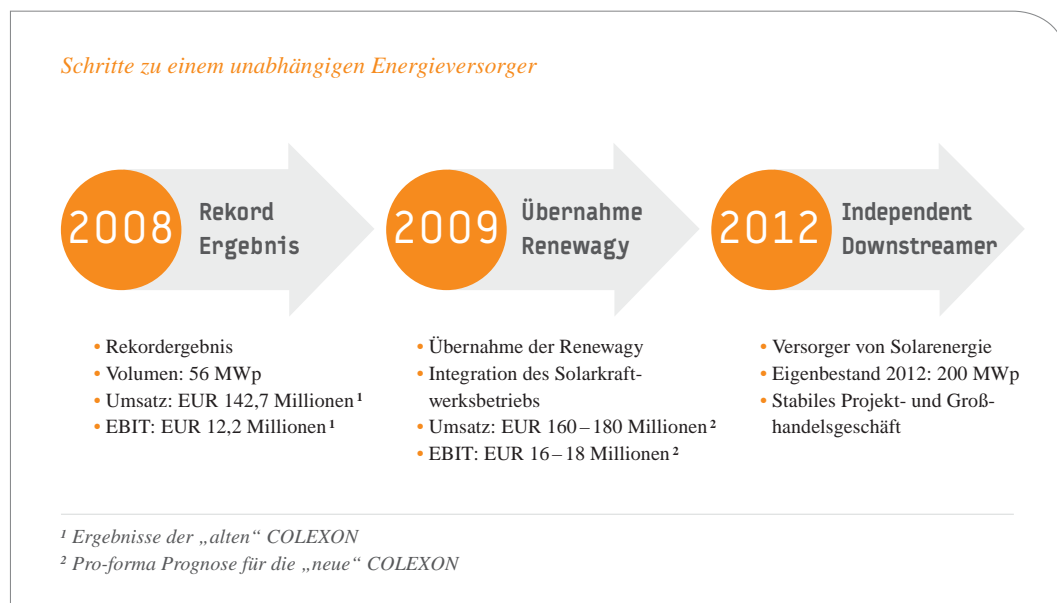 Schritte zu einem unabhängigen Energieversorger
2008
Rekord
Ergebnis
• Rekordergebnis
• Volumen: 56 MWp
• Umsatz: EUR 142,7 Millionen ¹
• EBIT: EUR 12,2 Millionen ¹
2009
Übernahme
Renewagy
• Übernahme der Renewagy
• Integration des Solarkraft-
werksbetriebs
• Umsatz: EUR 160 – 180 Millionen ²
• EBIT: EUR 16 – 18 Millionen ²
2012
Independent
Downstreamer
• Versorger von Solarenergie
• Eigenbestand 2012: 200 MWp
• Stabiles Projekt- und Groß-
handelsgeschäft
¹ Ergebnisse der „alten“ COLEXON
² Pro-forma Prognose für die „neue“ COLEXON